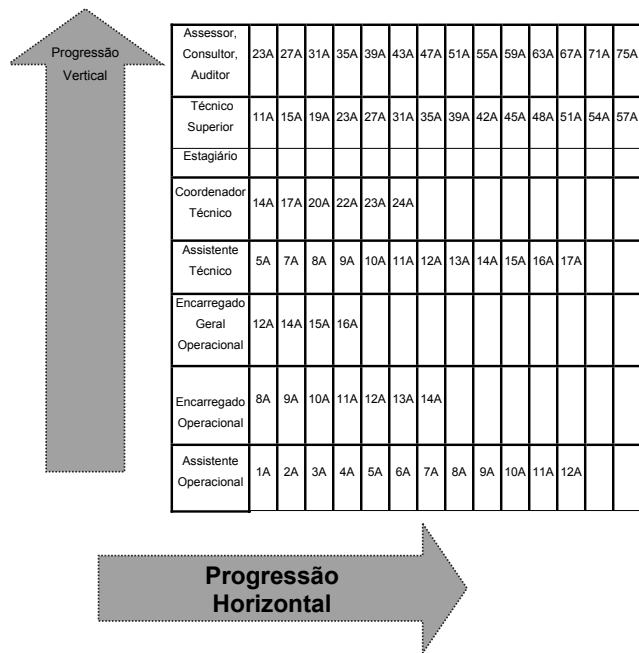 Progressão
Vertical
Assessor,
Consultor,
Auditor
23A 27A 31A 35A 39A 43A 47A 51A 55A 59A 63A 67A 71A 75A
Técnico
Superior
11A 15A 19A 23A 27A 31A 35A 39A 42A 45A 48A 51A 54A 57A
Estagiário
Coordenador
Técnico
14A 17A 20A 22A 23A 24A
Assistente
Técnico
5A 7A 8A 9A 10A 11A 12A 13A 14A 15A 16A 17A
Encarregado
Geral
Operacional
12A 14A 15A 16A
Encarregado
Operacional
8A 9A 10A 11A 12A 13A 14A
Assistente
Operacional
1A 2A 3A 4A 5A 6A 7A 8A 9A 10A 11A 12A
Progressão
Horizontal